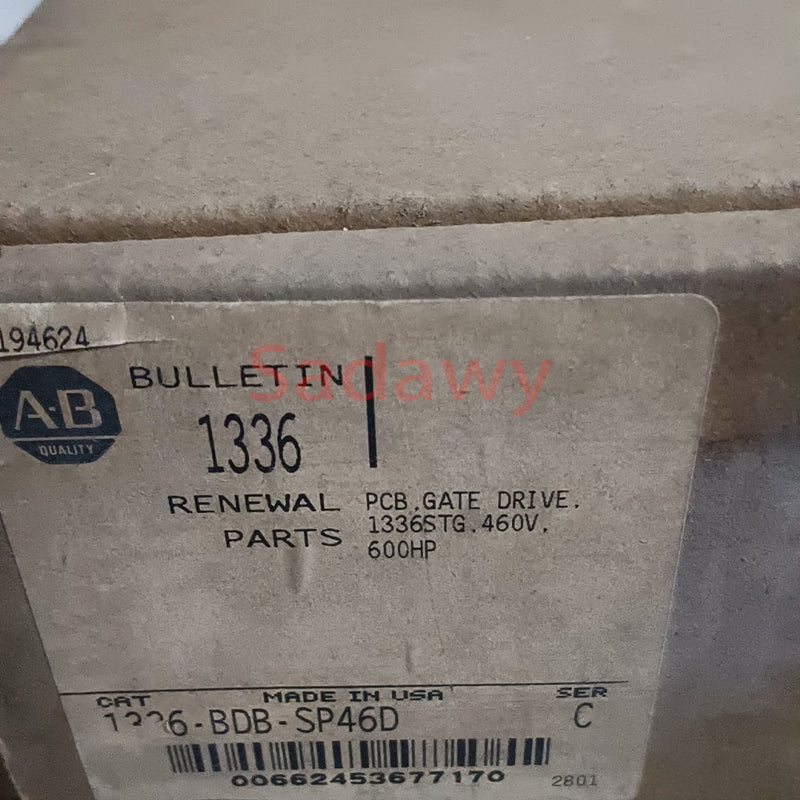 194624
A-B
QUALITY
BULLETIN
1336
RENEWAL
PARTS
PCB,GATE DRIVE,
1336STG,460V,
600HP
Sadawy
CAT
MADE IN USA
SER
1336-BDB-SP46D
C
00662453677170
2801